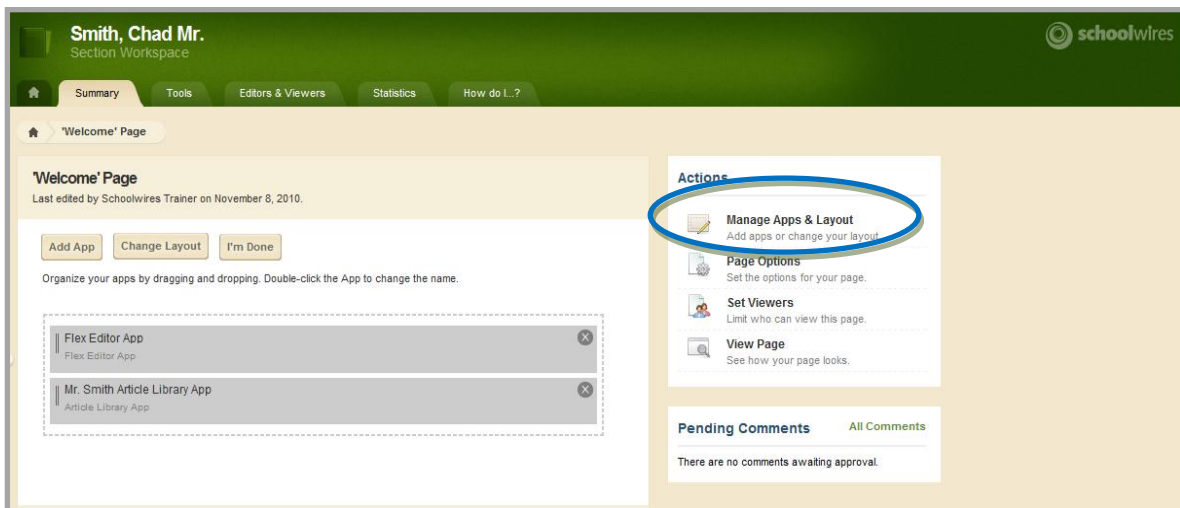 Smith, Chad Mr.
Section Workspace
schoolwires
Summary Tools Editors & Viewers Statistics How do I...?
'Welcome' Page
'Welcome' Page
Last edited by Schoolwires Trainer on November 8, 2010.
Add App Change Layout I'm Done
Organize your apps by dragging and dropping. Double-click the App to change the name.
Flex Editor App
Flex Editor App
Mr. Smith Article Library App
Article Library App
Actions
Manage Apps & Layout
Add apps or change your layout
Page Options
Set the options for your page.
Set Viewers
Limit who can view this page.
View Page
See how your page looks.
Pending Comments All Comments
There are no comments awaiting approval.